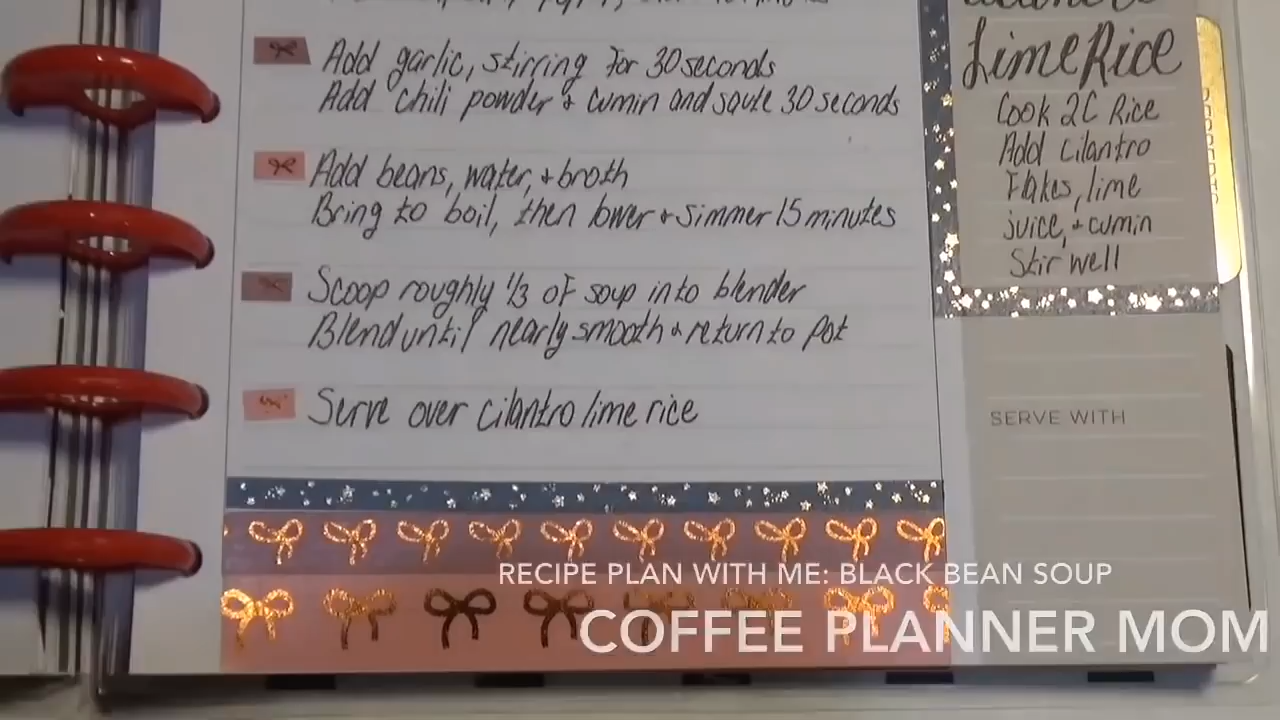 Add garlic, stirring for 30 seconds
Add chili powder + cumin and saute 30 seconds
Add beans, water, + broth
Bring to boil, then lower + simmer 15 minutes
Scoop roughly 1/3 of soup into blender
Blend until nearly smooth + return to pot
Serve over cilantro lime rice
Lime Rice
Cook 2C Rice
Add cilantro
Flakes, lime
juice, + cumin
Stir well
SERVE WITH
RECIPE PLAN WITH ME: BLACK BEAN SOUP
COFFEE PLANNER MOM